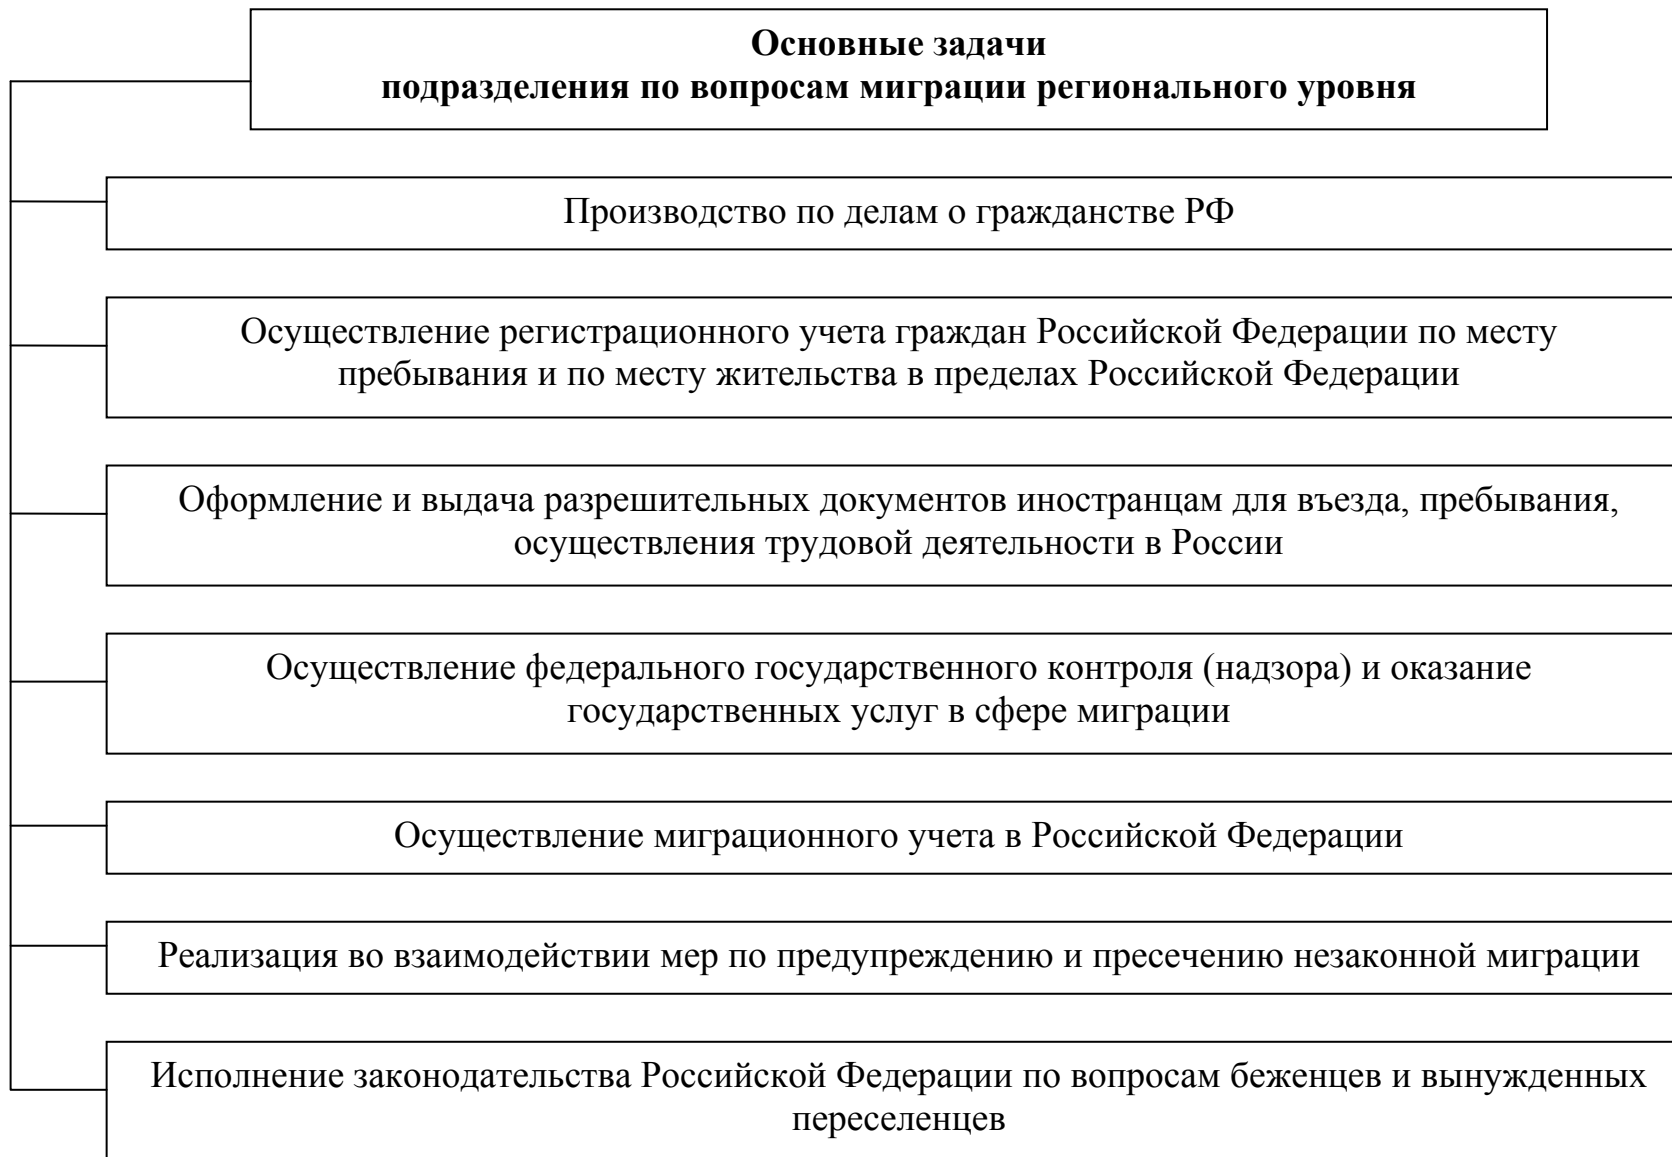 Основные задачи
подразделения по вопросам миграции регионального уровня
Производство по делам о гражданстве РФ
Осуществление регистрационного учета граждан Российской Федерации по месту
пребывания и по месту жительства в пределах Российской Федерации
Оформление и выдача разрешительных документов иностранцам для въезда, пребывания,
осуществления трудовой деятельности в России
Осуществление федерального государственного контроля (надзора) и оказание
государственных услуг в сфере миграции
Осуществление миграционного учета в Российской Федерации
Реализация во взаимодействии мер по предупреждению и пресечению незаконной миграции
Исполнение законодательства Российской Федерации по вопросам беженцев и вынужденных
переселенцев